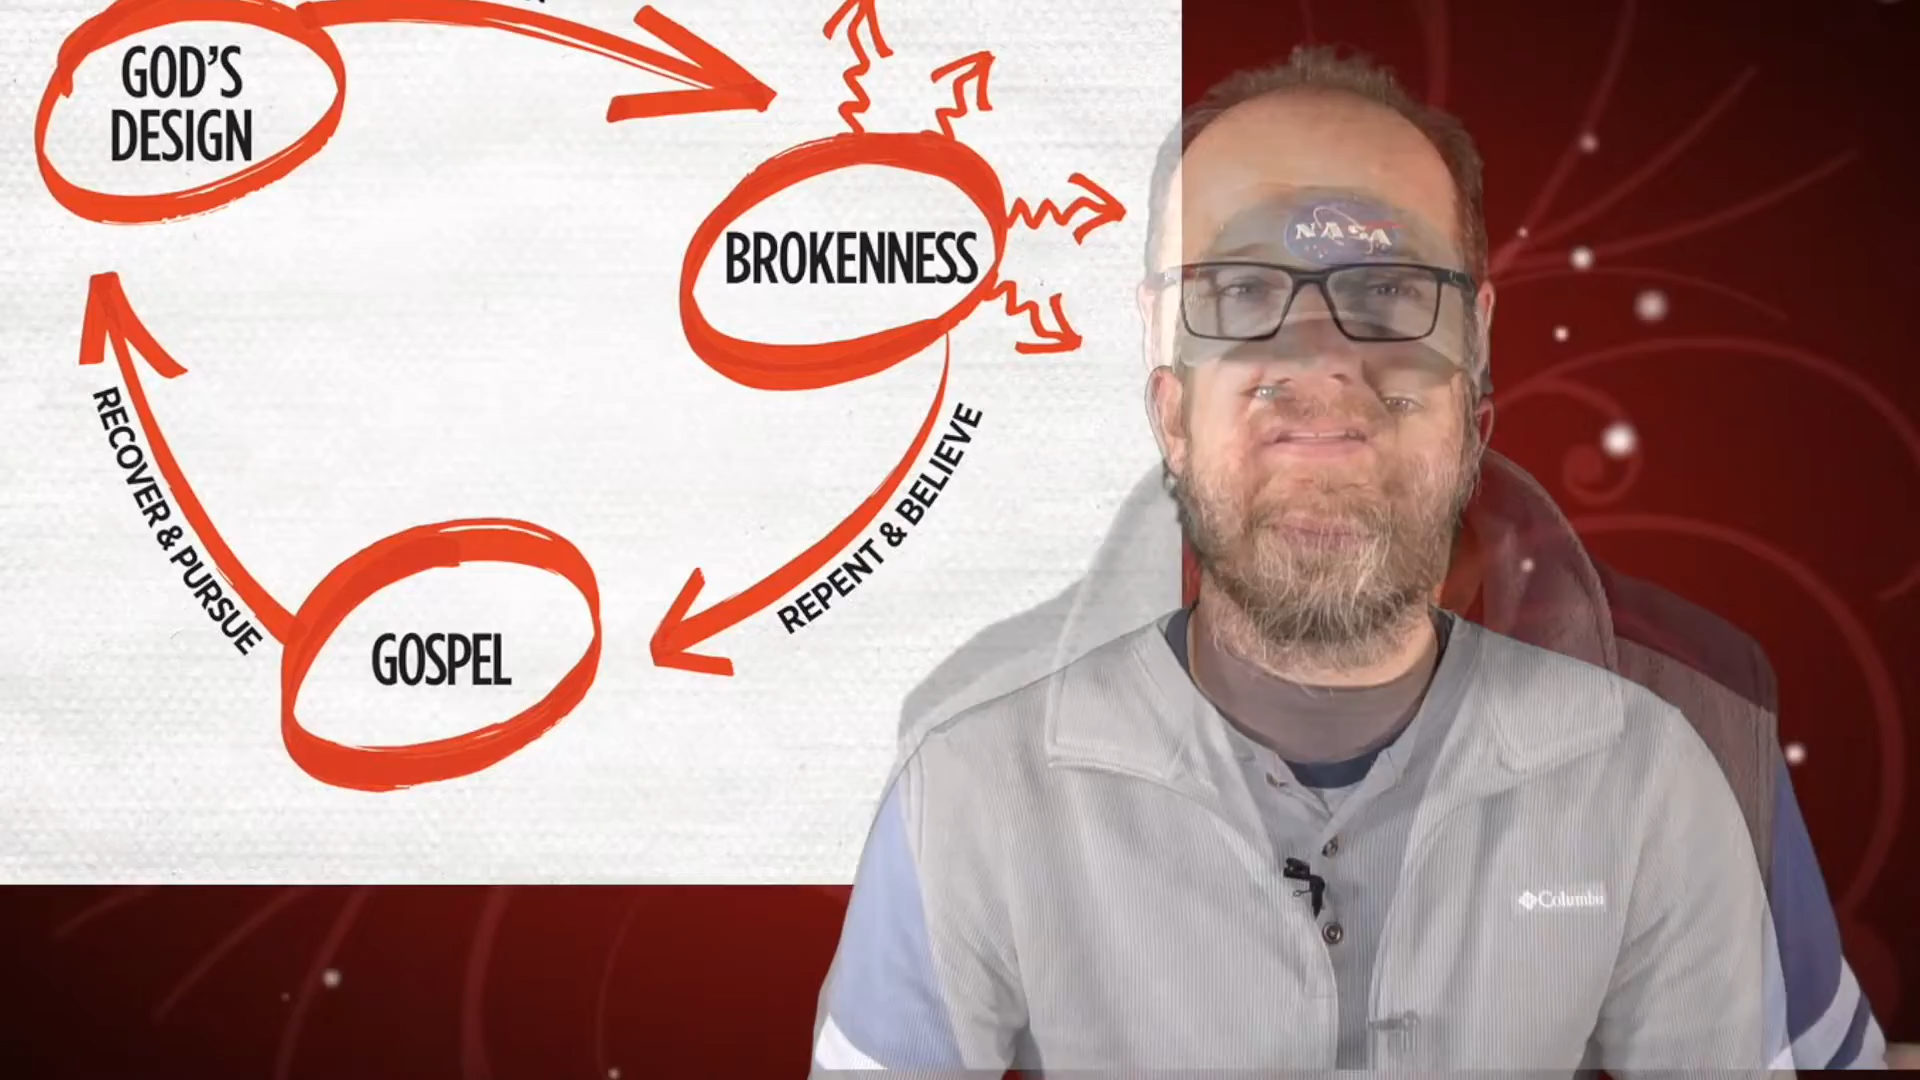 GOD'S
DESIGN
BROKENNESS
RECOVER & PURSUE
REPENT & BELIEVE
GOSPEL
NASA
Columbia